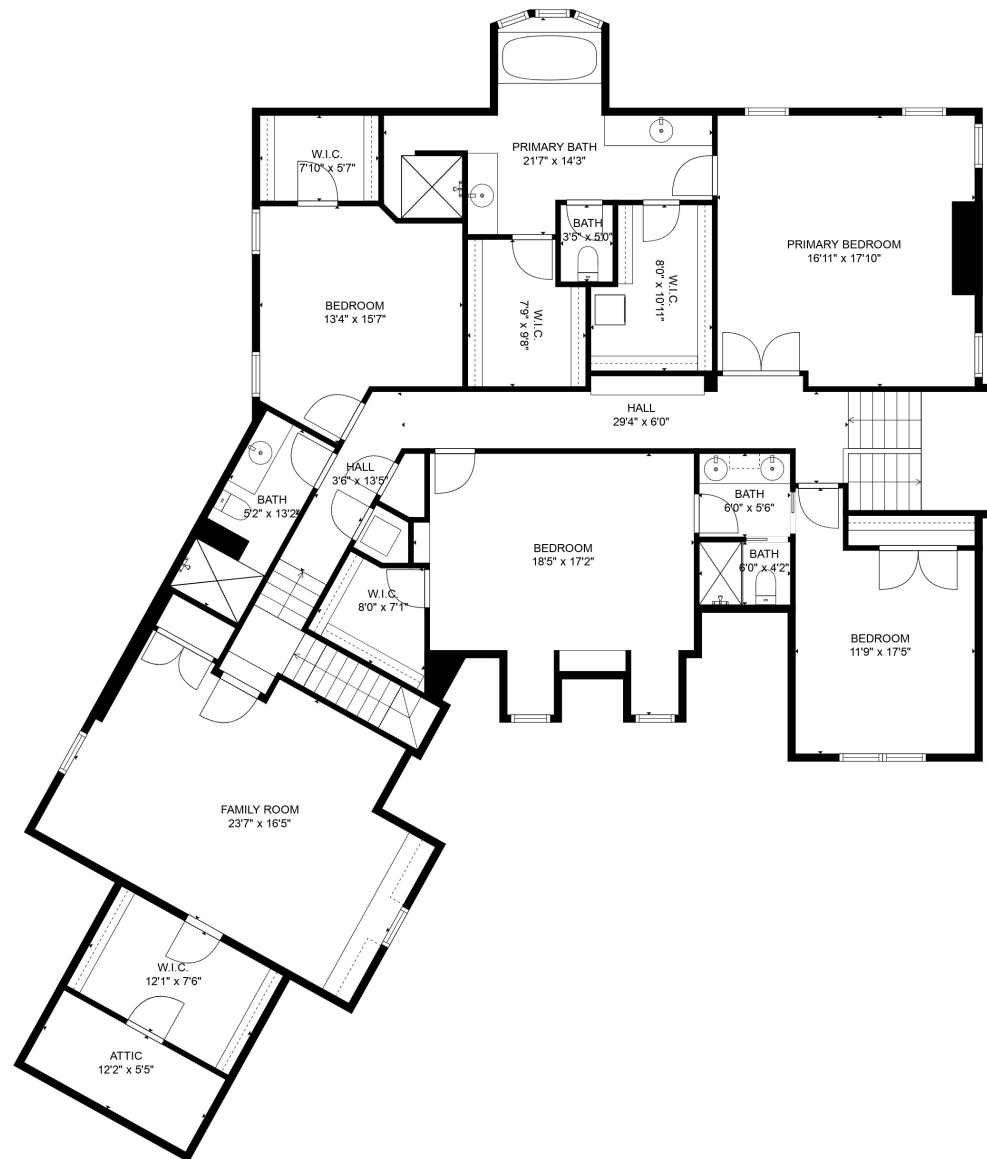 W.I.C.
7'10" x 5'7"
PRIMARY BATH
21'7" x 14'3"
BATH
3'5" x 5'0"
W.I.C.
8'0" x 10'11"
PRIMARY BEDROOM
16'11" x 17'10"
BEDROOM
13'4" x 15'7"
W.I.C.
7'9" x 9'8"
HALL
29'4" x 6'0"
HALL
3'6" x 13'5"
BATH
5'2" x 13'2"
BATH
6'0" x 5'6"
BEDROOM
18'5" x 17'2"
BATH
6'0" x 4'2"
W.I.C.
8'0" x 7'1"
BEDROOM
11'9" x 17'5"
FAMILY ROOM
23'7" x 16'5"
W.I.C.
12'1" x 7'6"
ATTIC
12'2" x 5'5"